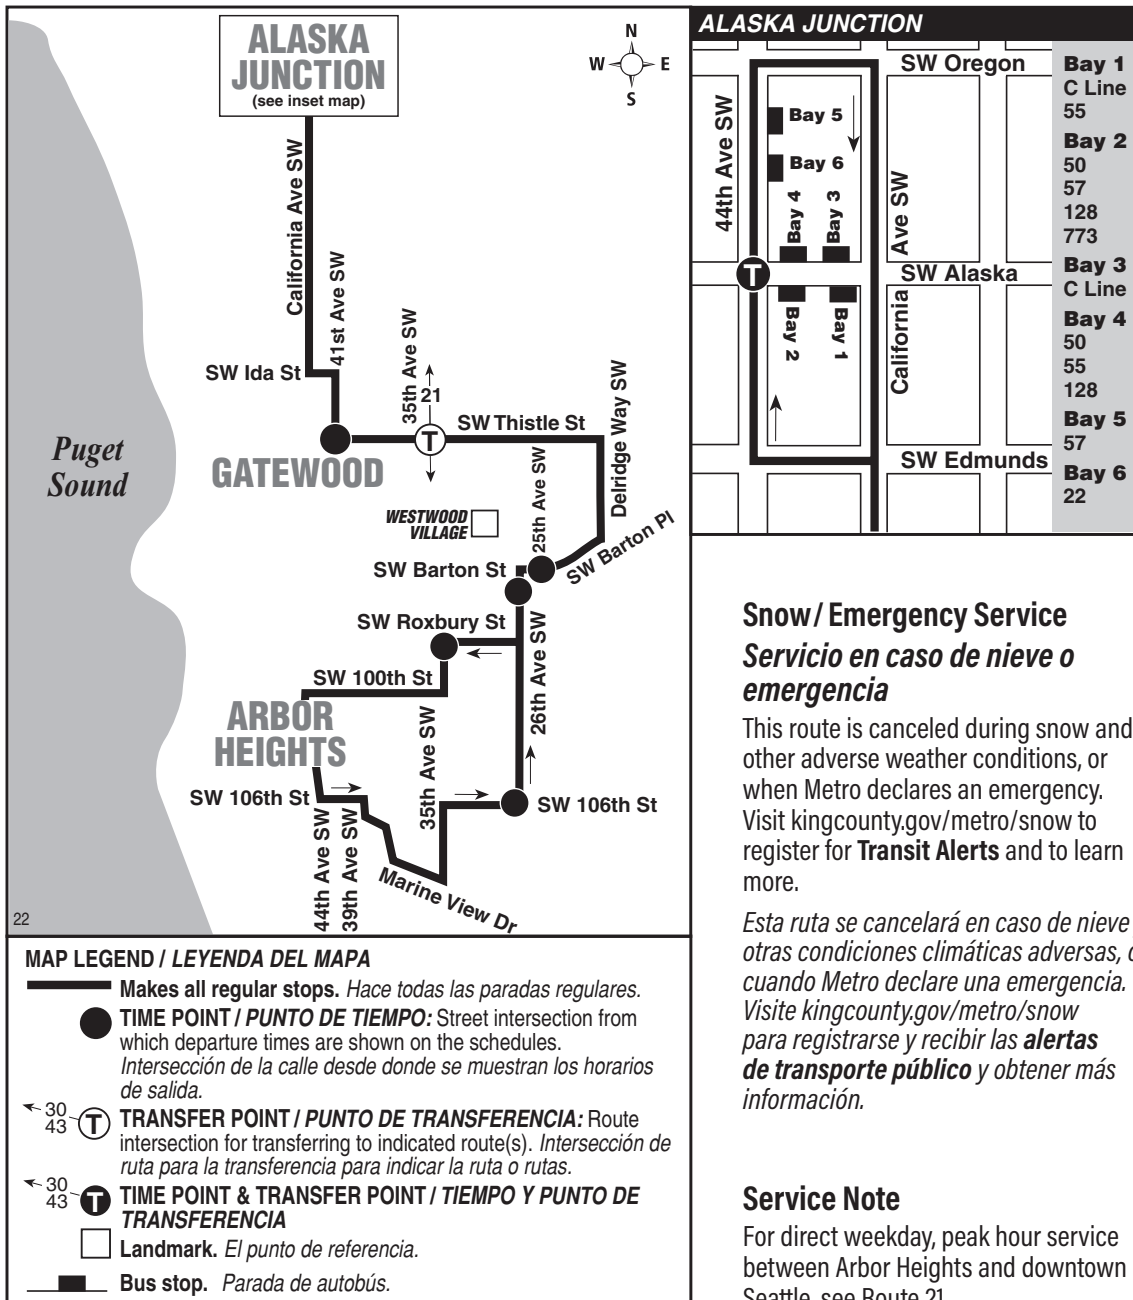 ALASKA
JUNCTION
(see inset map)
N
W E
S
California Ave SW
41st Ave SW
SW Ida St
35th Ave SW
21
T
SW Thistle St
Delridge Way SW
GATEWOOD
Puget
Sound
WESTWOOD
VILLAGE
25th Ave SW
SW Barton Pl
SW Barton St
SW Roxbury St
26th Ave SW
SW 100th St
ARBOR
HEIGHTS
35th Ave SW
SW 106th St
SW 106th St
44th Ave SW
39th Ave SW
Marine View Dr
22
MAP LEGEND / LEYENDA DEL MAPA
Makes all regular stops. Hace todas las paradas regulares.
TIME POINT / PUNTO DE TIEMPO: Street intersection from
which departure times are shown on the schedules.
Intersección de la calle desde donde se muestran los horarios
de salida.
30
43
T
TRANSFER POINT / PUNTO DE TRANSFERENCIA: Route
intersection for transferring to indicated route(s). Intersección de
ruta para la transferencia para indicar la ruta o rutas.
30
43
T
TIME POINT & TRANSFER POINT / TIEMPO Y PUNTO DE
TRANSFERENCIA
Landmark. El punto de referencia.
Bus stop. Parada de autobús.
ALASKA JUNCTION
SW Oregon
44th Ave SW
Bay 5
Bay 6
Bay 4
Bay 3
Ave SW
T
SW Alaska
Bay 2
Bay 1
California
SW Edmunds
Bay 1
C Line
55
Bay 2
50
57
128
773
Bay 3
C Line
Bay 4
50
55
128
Bay 5
57
Bay 6
22
Snow / Emergency Service
Servicio en caso de nieve o
emergencia
This route is canceled during snow and
other adverse weather conditions, or
when Metro declares an emergency.
Visit kingcounty.gov/metro/snow to
register for Transit Alerts and to learn
more.
Esta ruta se cancelará en caso de nieve
otras condiciones climáticas adversas, o
cuando Metro declare una emergencia.
Visite kingcounty.gov/metro/snow
para registrarse y recibir las alertas
de transporte público y obtener más
información.
Service Note
For direct weekday, peak hour service
between Arbor Heights and downtown
Seattle, see Route 21